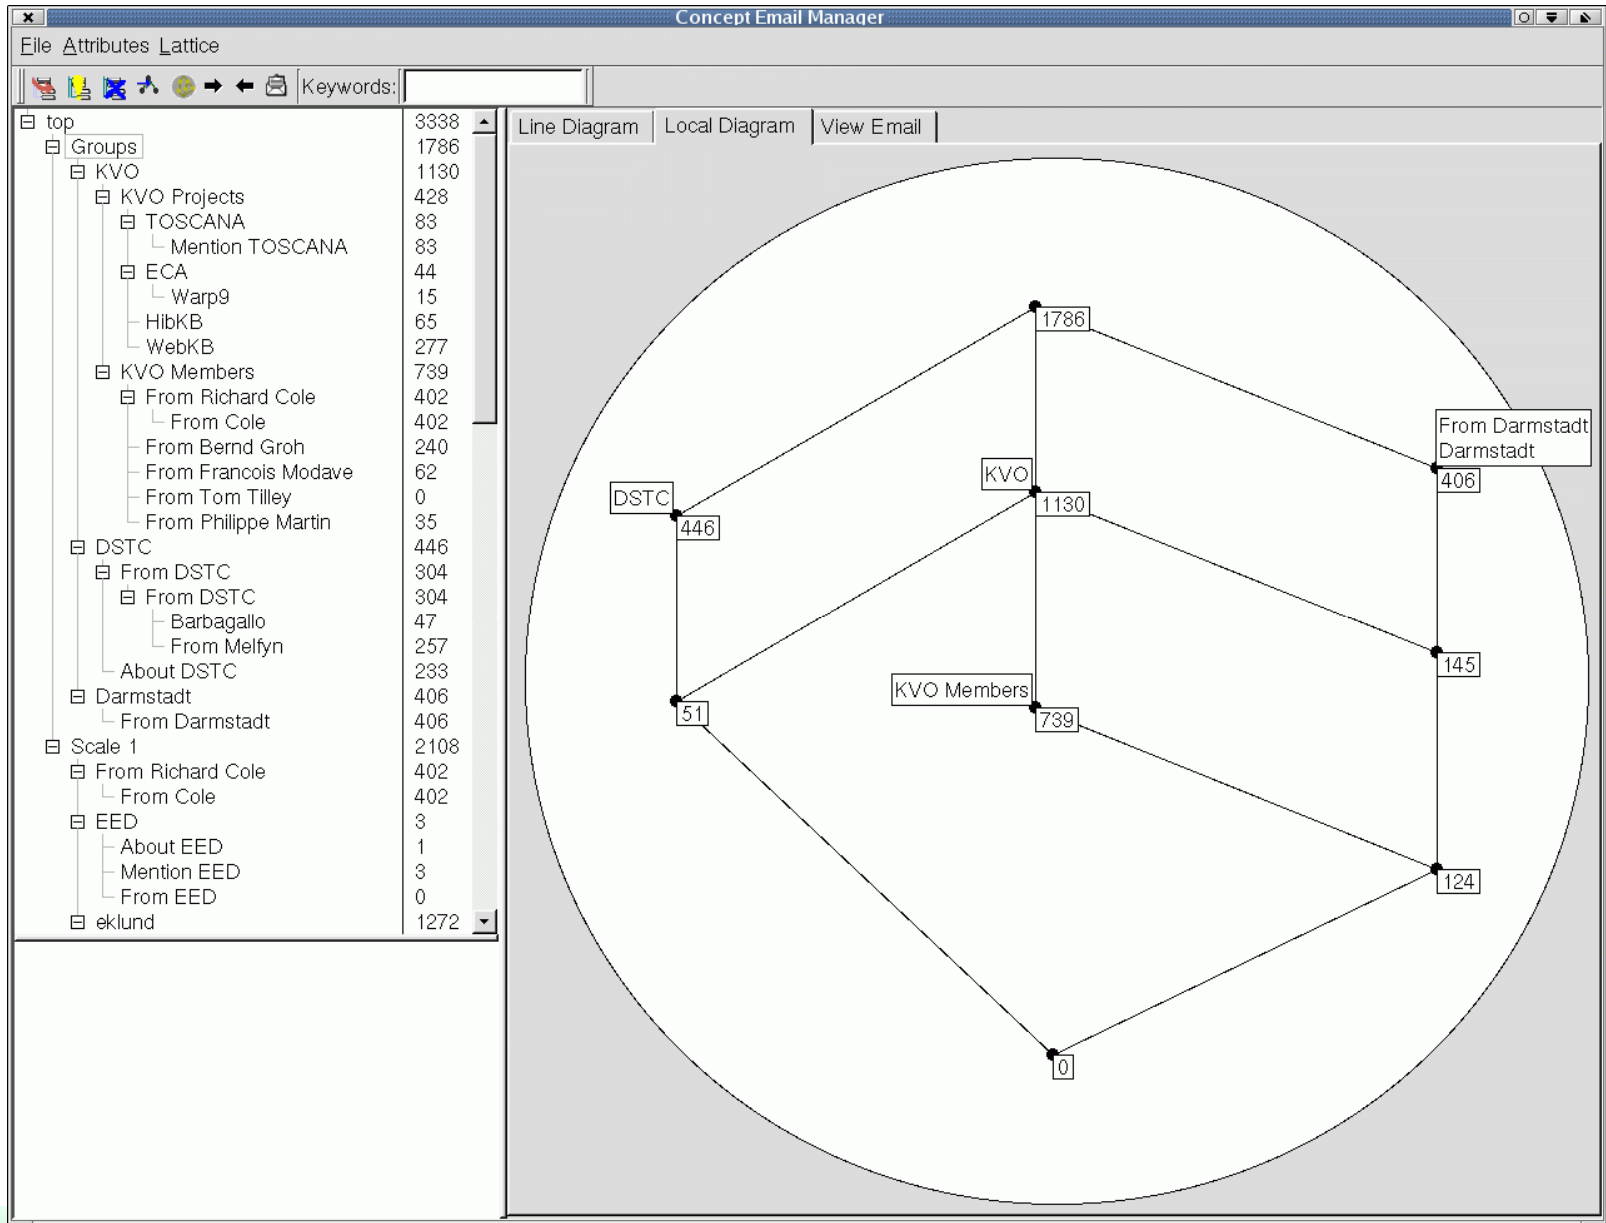 Concept Email Manager
File Attributes Lattice
Keywords:
top 3338
Groups 1786
KVO 1130
KVO Projects 428
TOSCANA 83
Mention TOSCANA 83
ECA 44
Warp9 15
HibKB 65
WebKB 277
KVO Members 739
From Richard Cole 402
From Cole 402
From Bernd Groh 240
From Francois Modave 62
From Tom Tilley 0
From Philippe Martin 35
DSTC 446
From DSTC 304
From DSTC 304
Barbagallo 47
From Melfyn 257
About DSTC 233
Darmstadt 406
From Darmstadt 406
Scale 1 2108
From Richard Cole 402
From Cole 402
EED 3
About EED 1
Mention EED 3
From EED 0
eklund 1272
Line Diagram Local Diagram View Email
1786
From Darmstadt
Darmstadt
406
KVO
1130
DSTC
446
145
KVO Members
739
51
124
0